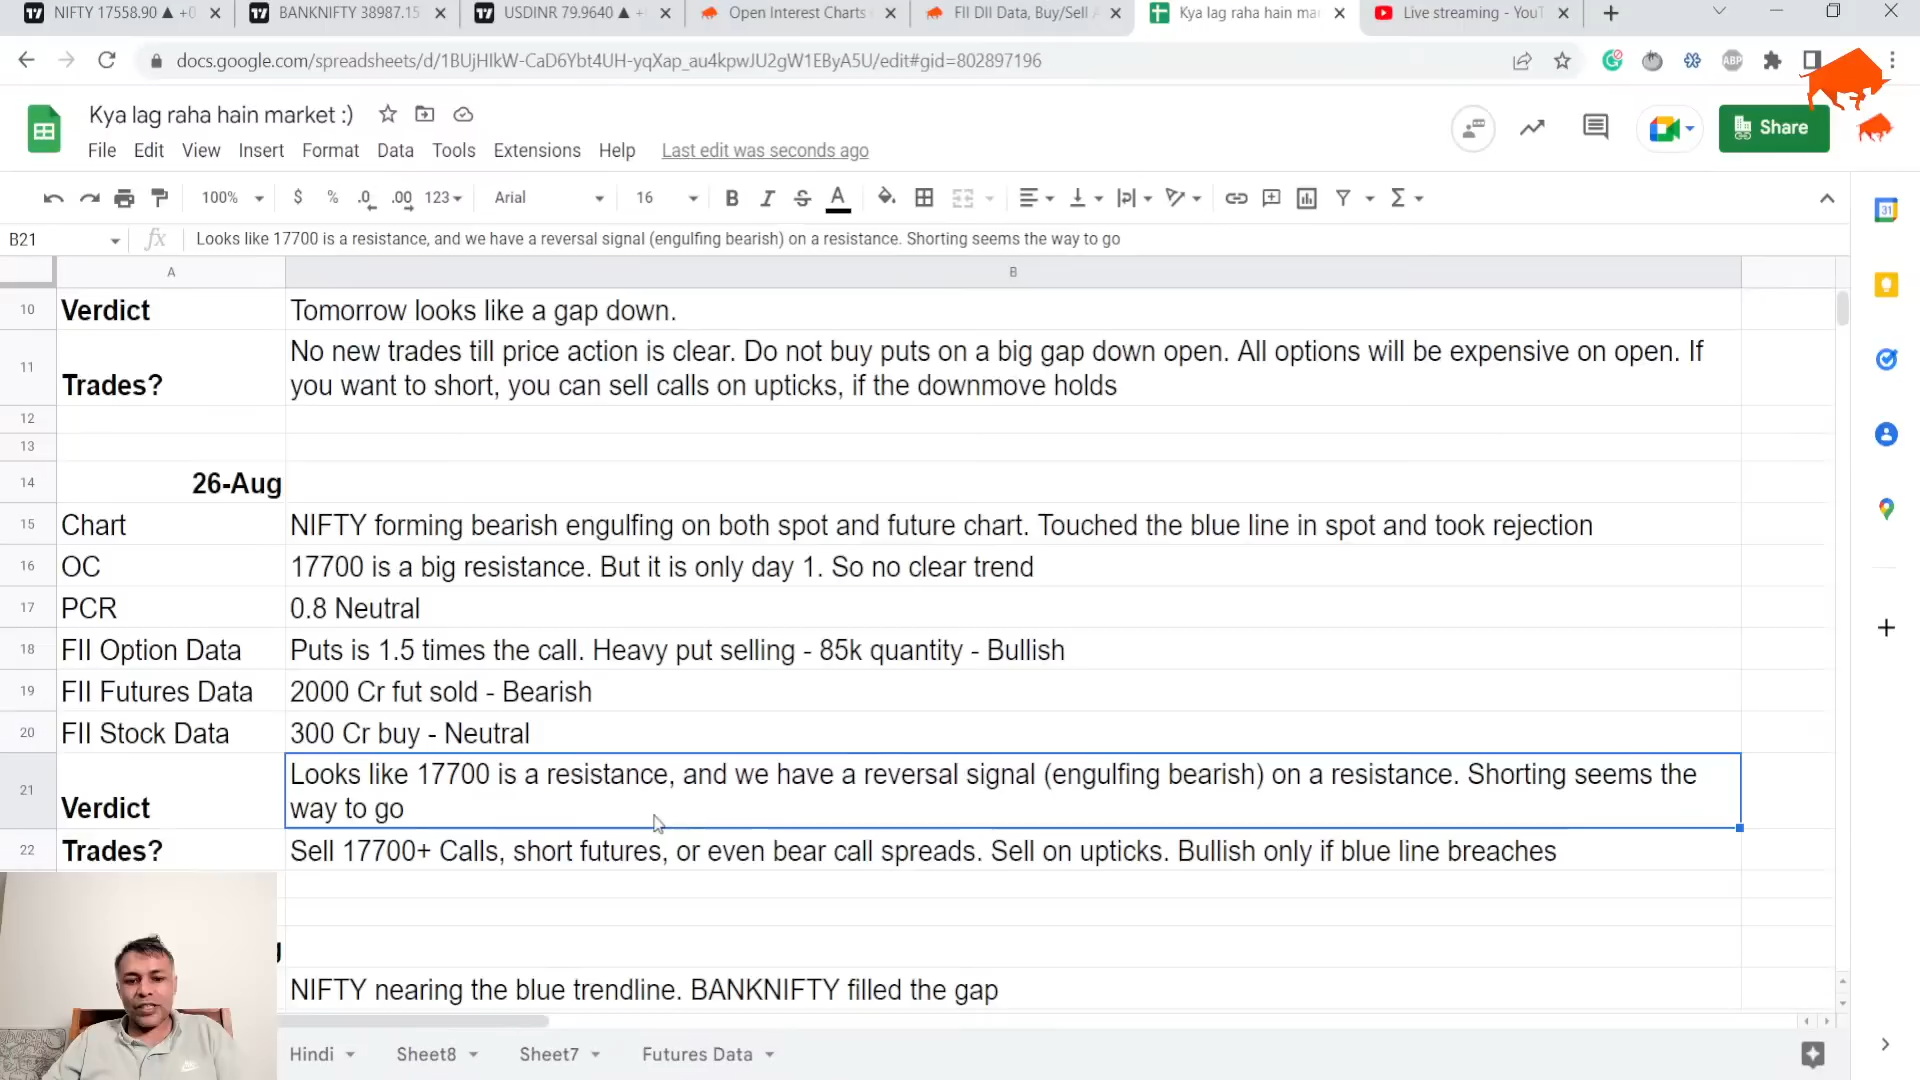 NIFTY 17558.90 ▲ +0
BANKNIFTY 38987.15
USDINR 79.9640 ▲
Open Interest Charts
FII DII Data, Buy/Sell
Kya lag raha hain ma
Live streaming - YouT
docs.google.com/spreadsheets/d/1BUjHIkW-CaD6Ybt4UH-yqXap_au4kpwJU2gW1EByA5U/edit#gid=802897196
ABP
Kya lag raha hain market :)
Share
File Edit View Insert Format Data Tools Extensions Help Last edit was seconds ago
100% $ % .0 .00 123 Arial 16 B I S A
31
B21 fx Looks like 17700 is a resistance, and we have a reversal signal (engulfing bearish) on a resistance. Shorting seems the way to go
A B
10 Verdict Tomorrow looks like a gap down.
11 Trades? No new trades till price action is clear. Do not buy puts on a big gap down open. All options will be expensive on open. If
you want to short, you can sell calls on upticks, if the downmove holds
12
13
14 26-Aug
15 Chart NIFTY forming bearish engulfing on both spot and future chart. Touched the blue line in spot and took rejection
16 OC 17700 is a big resistance. But it is only day 1. So no clear trend
17 PCR 0.8 Neutral
18 FII Option Data Puts is 1.5 times the call. Heavy put selling - 85k quantity - Bullish
19 FII Futures Data 2000 Cr fut sold - Bearish
20 FII Stock Data 300 Cr buy - Neutral
21 Verdict Looks like 17700 is a resistance, and we have a reversal signal (engulfing bearish) on a resistance. Shorting seems the
way to go
22 Trades? Sell 17700+ Calls, short futures, or even bear call spreads. Sell on upticks. Bullish only if blue line breaches
NIFTY nearing the blue trendline. BANKNIFTY filled the gap
Hindi Sheet8 Sheet7 Futures Data